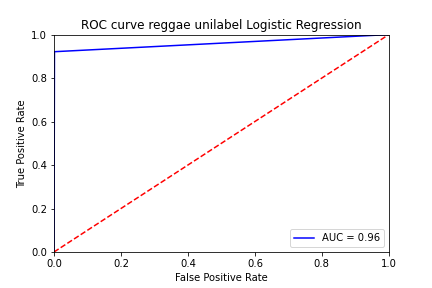 ROC curve reggae unilabel Logistic Regression
True Positive Rate
1.0
0.8
0.6
0.4
0.2
0.0
AUC = 0.96
0.0 0.2 0.4 0.6 0.8 1.0
False Positive Rate